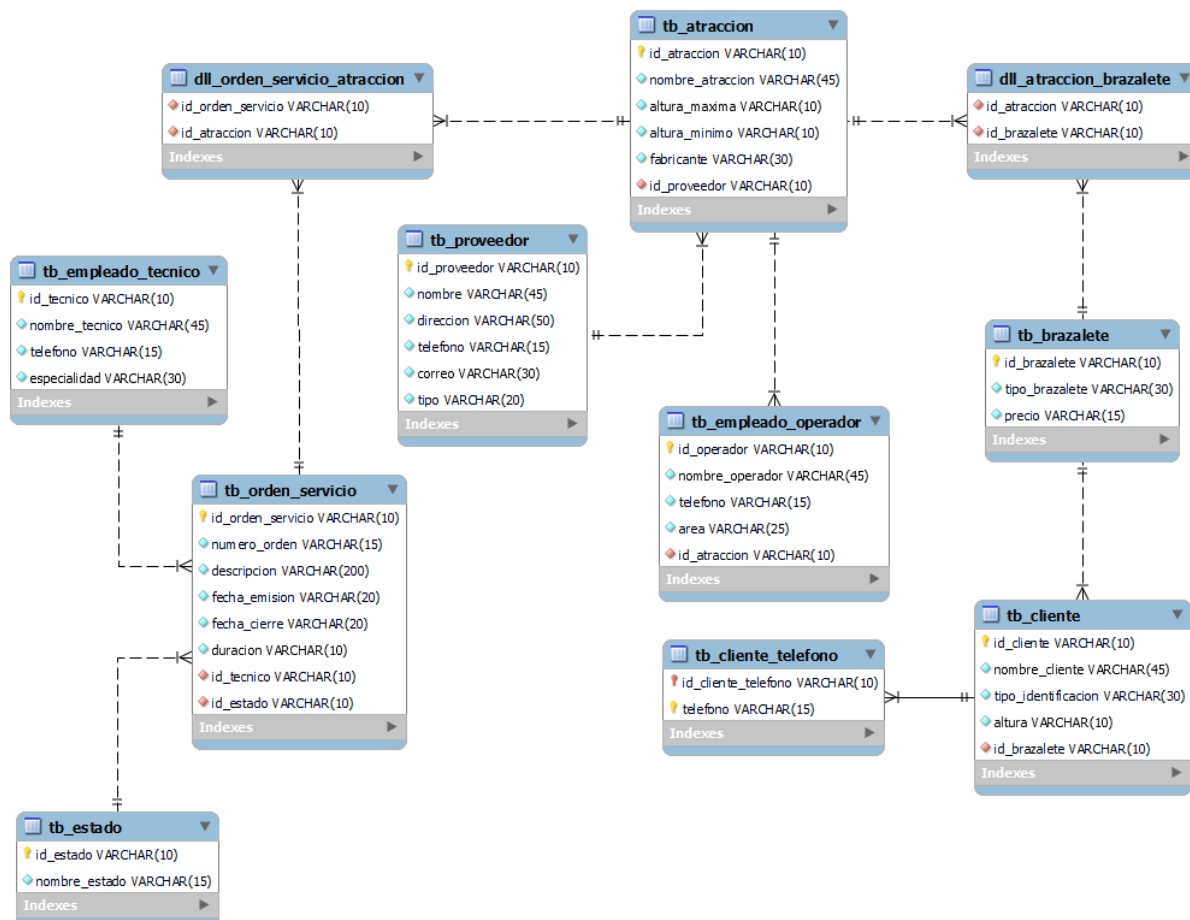 tb_atraccion
id_atraccion VARCHAR(10)
nombre_atraccion VARCHAR(45)
altura_maxima VARCHAR(10)
altura_minimo VARCHAR(10)
fabricante VARCHAR(30)
id_proveedor VARCHAR(10)
Indexes
dll_orden_servicio_atraccion
id_orden_servicio VARCHAR(10)
id_atraccion VARCHAR(10)
Indexes
dll_atraccion_brazalete
id_atraccion VARCHAR(10)
id_brazalete VARCHAR(10)
Indexes
tb_proveedor
id_proveedor VARCHAR(10)
nombre VARCHAR(45)
direccion VARCHAR(50)
telefono VARCHAR(15)
correo VARCHAR(30)
tipo VARCHAR(20)
Indexes
tb_empleado_tecnico
id_tecnico VARCHAR(10)
nombre_tecnico VARCHAR(45)
telefono VARCHAR(15)
especialidad VARCHAR(30)
Indexes
tb_brazalete
id_brazalete VARCHAR(10)
tipo_brazalete VARCHAR(30)
precio VARCHAR(15)
Indexes
tb_empleado_operador
id_operador VARCHAR(10)
nombre_operador VARCHAR(45)
telefono VARCHAR(15)
area VARCHAR(25)
id_atraccion VARCHAR(10)
Indexes
tb_orden_servicio
id_orden_servicio VARCHAR(10)
numero_orden VARCHAR(15)
descripcion VARCHAR(200)
fecha_emision VARCHAR(20)
fecha_cierre VARCHAR(20)
duracion VARCHAR(10)
id_tecnico VARCHAR(10)
id_estado VARCHAR(10)
Indexes
tb_cliente
id_cliente VARCHAR(10)
nombre_cliente VARCHAR(45)
tipo_identificacion VARCHAR(30)
altura VARCHAR(10)
id_brazalete VARCHAR(10)
Indexes
tb_cliente_telefono
id_cliente_telefono VARCHAR(10)
telefono VARCHAR(15)
Indexes
tb_estado
id_estado VARCHAR(10)
nombre_estado VARCHAR(15)
Indexes